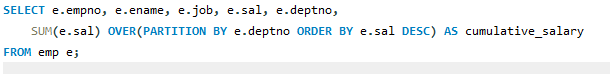 SELECT e.empno, e.ename, e.job, e.sal, e.deptno,
SUM(e.sal) OVER(PARTITION BY e.deptno ORDER BY e.sal DESC) AS cumulative_salary
FROM emp e;